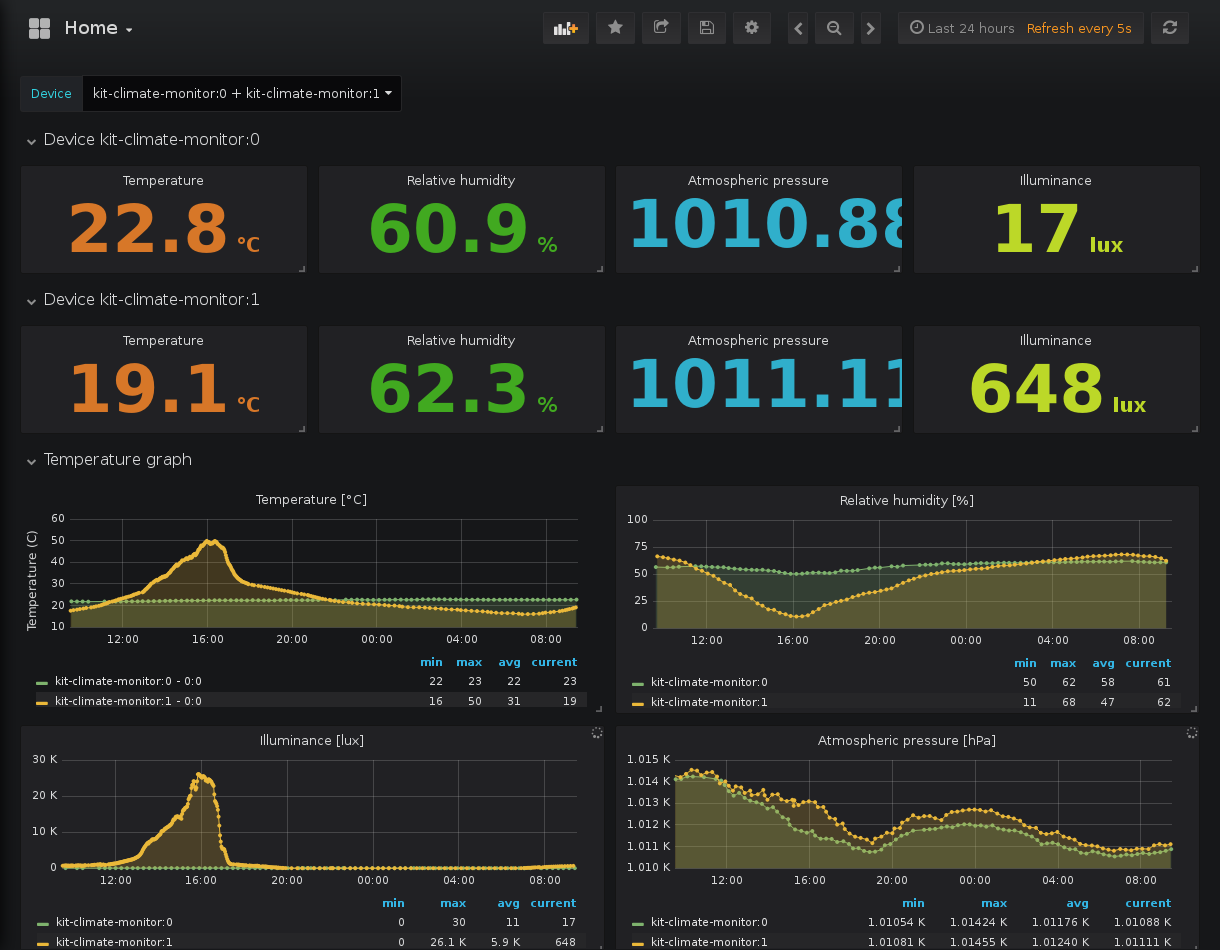 Home
Last 24 hours Refresh every 5s
Device kit-climate-monitor:0 + kit-climate-monitor:1
Device kit-climate-monitor:0
Temperature Relative humidity Atmospheric pressure Illuminance
22.8 °C 60.9 % 1010.88 17 lux
Device kit-climate-monitor:1
Temperature Relative humidity Atmospheric pressure Illuminance
19.1 °C 62.3 % 1011.11 648 lux
Temperature graph
Temperature [°C]
Temperature (C)
60
50
40
30
20
10
12:00 16:00 20:00 00:00 04:00 08:00
min max avg current
kit-climate-monitor:0 - 0:0 22 23 22 23
kit-climate-monitor:1 - 0:0 16 50 31 19
Relative humidity [%]
100
75
50
25
0
12:00 16:00 20:00 00:00 04:00 08:00
min max avg current
kit-climate-monitor:0 50 62 58 61
kit-climate-monitor:1 11 68 47 62
Illuminance [lux]
30 K
20 K
10 K
0
12:00 16:00 20:00 00:00 04:00 08:00
min max avg current
kit-climate-monitor:0 0 30 11 17
kit-climate-monitor:1 0 26.1 K 5.9 K 648
Atmospheric pressure [hPa]
1.015 K
1.014 K
1.013 K
1.012 K
1.011 K
1.010 K
12:00 16:00 20:00 00:00 04:00 08:00
min max avg current
kit-climate-monitor:0 1.01054 K 1.01424 K 1.01176 K 1.01088 K
kit-climate-monitor:1 1.01081 K 1.01455 K 1.01240 K 1.01111 K